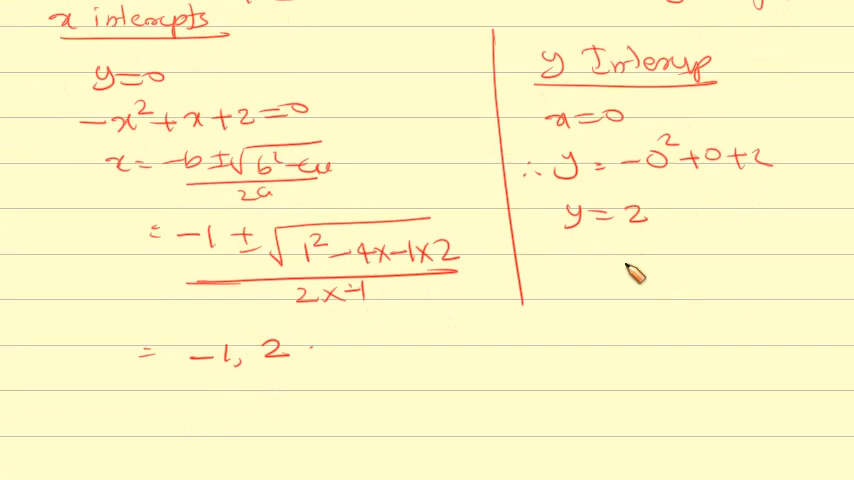 x intercepts
y=0
-x²+x+2=0
x = -b±√b²-4ac
2a
= -1 ± √1²-4x-1x2
2x-1
= -1, 2
y Intercep
x=0
∴ y = -0²+0+2
y = 2